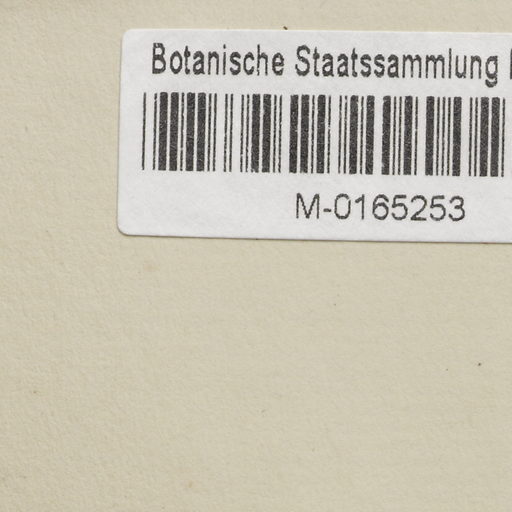 Botanische Staatssammlung
M-0165253